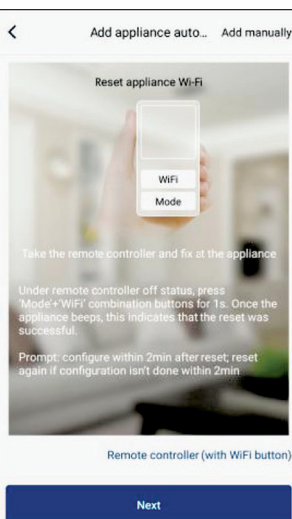 Add appliance auto... Add manually
Reset appliance Wi-Fi
WiFi
Mode
Take the remote controller and fix at the appliance
Under remote controller off status, press
'Mode'+'WiFi' combination buttons for 1s. Once the
appliance beeps, this indicates that the reset was
successful.
Prompt: configure within 2min after reset; reset
again if configuration isn't done within 2min
Remote controller (with WiFi button)
Next